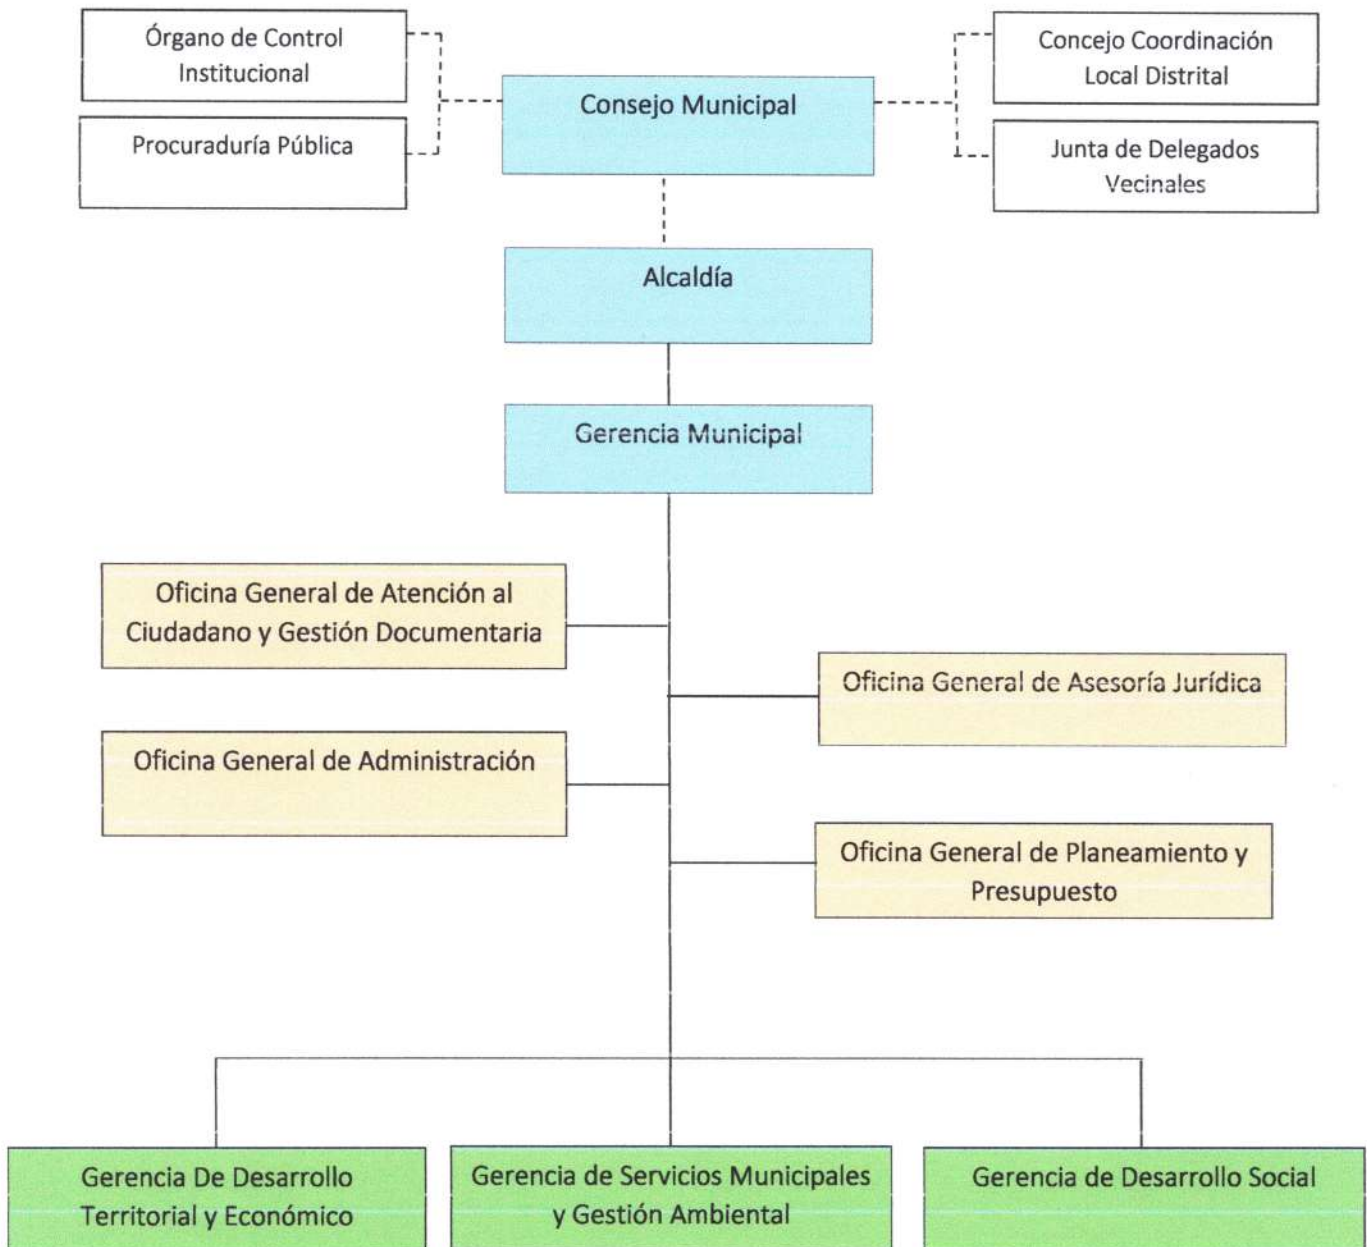 Órgano de Control
Institucional
Concejo Coordinación
Local Distrital
Consejo Municipal
Procuraduría Pública
Junta de Delegados
Vecinales
Alcaldía
Gerencia Municipal
Oficina General de Atención al
Ciudadano y Gestión Documentaria
Oficina General de Asesoría Jurídica
Oficina General de Administración
Oficina General de Planeamiento y
Presupuesto
Gerencia De Desarrollo
Territorial y Económico
Gerencia de Servicios Municipales
y Gestión Ambiental
Gerencia de Desarrollo Social